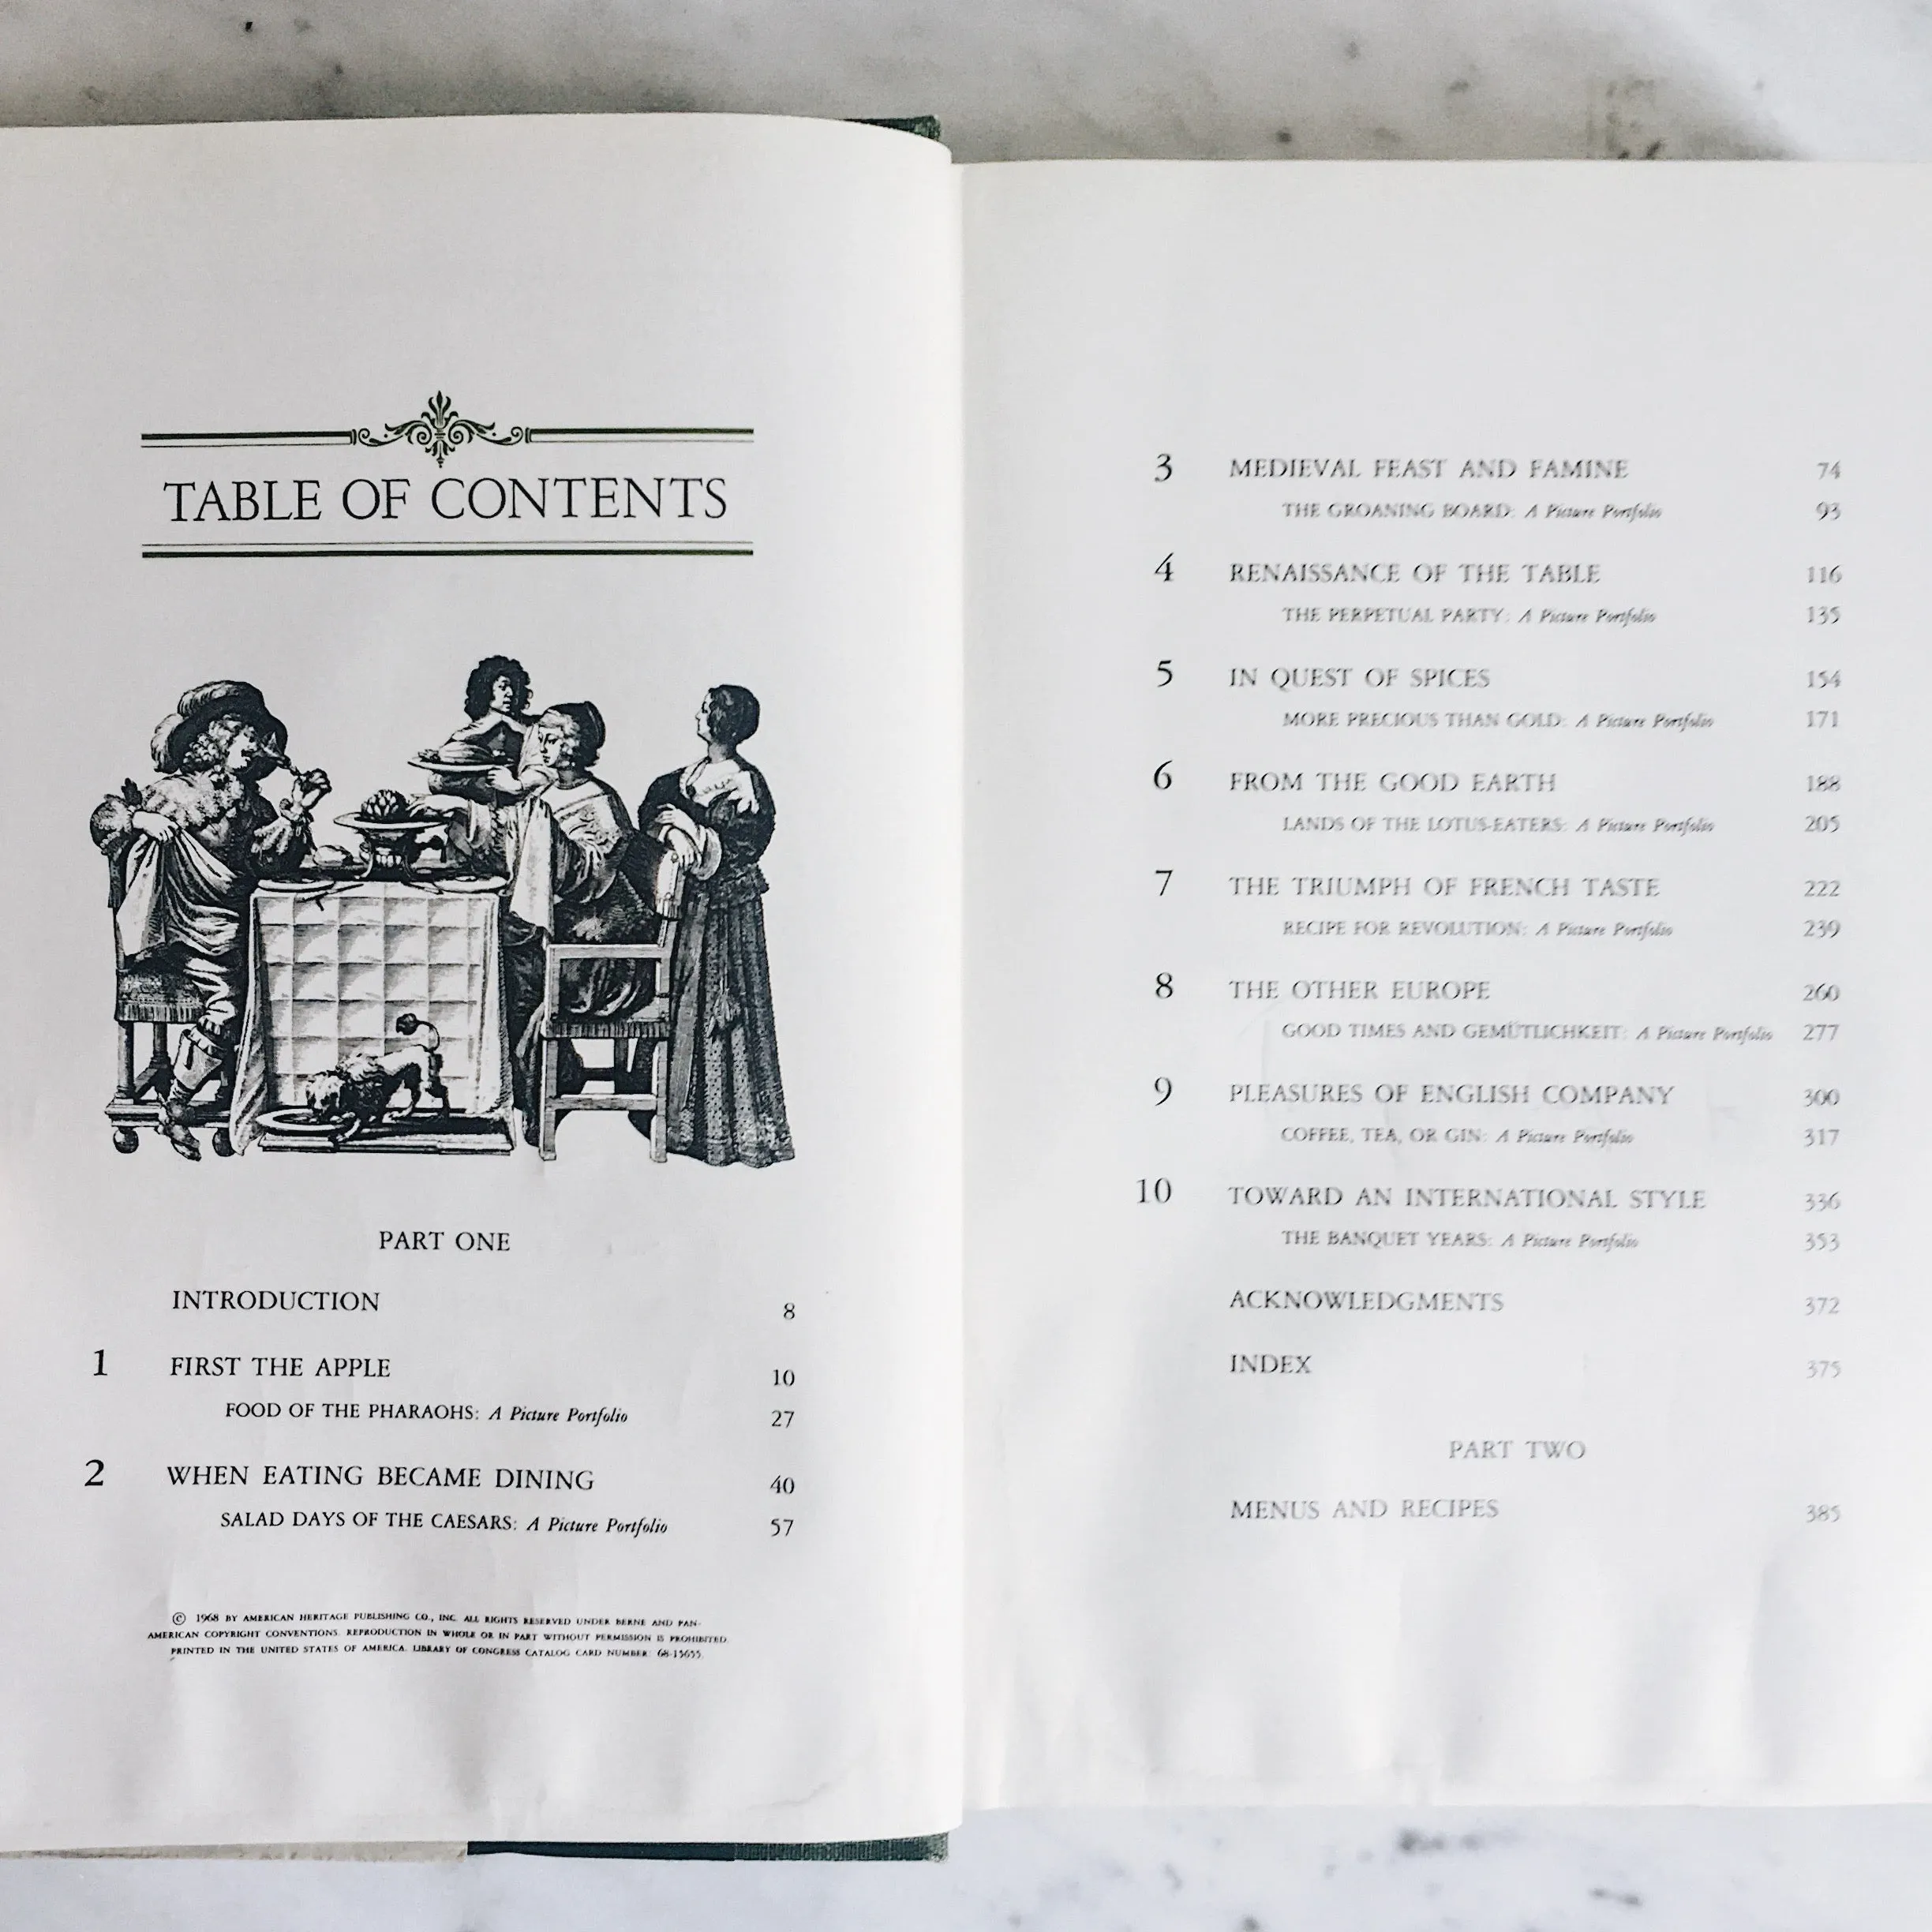 TABLE OF CONTENTS
PART ONE
INTRODUCTION 8
1 FIRST THE APPLE 10
FOOD OF THE PHARAOHS: A Picture Portfolio 27
2 WHEN EATING BECAME DINING 40
SALAD DAYS OF THE CAESARS: A Picture Portfolio 57
© 1968 BY AMERICAN HERITAGE PUBLISHING CO., INC. ALL RIGHTS RESERVED UNDER BERNE AND PAN-
AMERICAN COPYRIGHT CONVENTIONS. REPRODUCTION IN WHOLE OR IN PART WITHOUT PERMISSION IS PROHIBITED.
PRINTED IN THE UNITED STATES OF AMERICA. LIBRARY OF CONGRESS CATALOG CARD NUMBER: 68-15655.
3 MEDIEVAL FEAST AND FAMINE 74
THE GROANING BOARD: A Picture Portfolio 93
4 RENAISSANCE OF THE TABLE 116
THE PERPETUAL PARTY: A Picture Portfolio 135
5 IN QUEST OF SPICES 154
MORE PRECIOUS THAN GOLD: A Picture Portfolio 171
6 FROM THE GOOD EARTH 188
LANDS OF THE LOTUS-EATERS: A Picture Portfolio 205
7 THE TRIUMPH OF FRENCH TASTE 222
RECIPE FOR REVOLUTION: A Picture Portfolio 239
8 THE OTHER EUROPE 260
GOOD TIMES AND GEMÜTLICHKEIT: A Picture Portfolio 277
9 PLEASURES OF ENGLISH COMPANY 300
COFFEE, TEA, OR GIN: A Picture Portfolio 317
10 TOWARD AN INTERNATIONAL STYLE 336
THE BANQUET YEARS: A Picture Portfolio 353
ACKNOWLEDGMENTS 372
INDEX 375
PART TWO
MENUS AND RECIPES 385